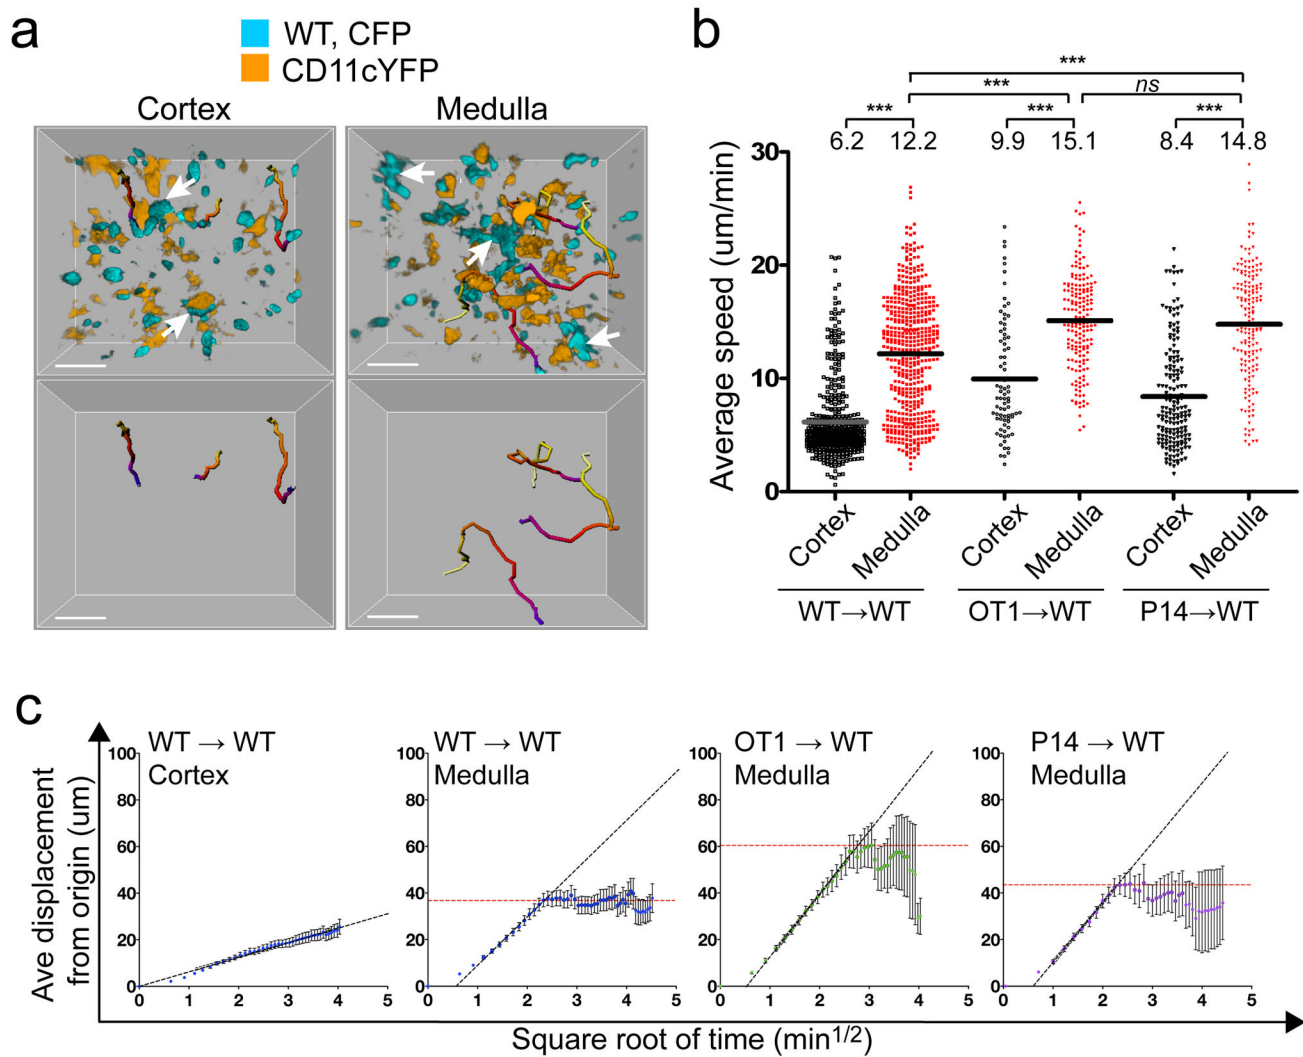 a
WT, CFP
CD11cYFP
Cortex
Medulla
b
***
***
ns
***
***
***
6.2 12.2 9.9 15.1 8.4 14.8
Average speed (um/min)
30
20
10
0
Cortex
Medulla
Cortex
Medulla
Cortex
Medulla
WT→WT
OT1→WT
P14→WT
c
Ave displacement
from origin (um)
WT → WT
Cortex
100
80
60
40
20
0
0 1 2 3 4 5
WT → WT
Medulla
100
80
60
40
20
0
0 1 2 3 4 5
OT1 → WT
Medulla
100
80
60
40
20
0
0 1 2 3 4 5
P14 → WT
Medulla
100
80
60
40
20
0
0 1 2 3 4 5
Square root of time (min1/2)